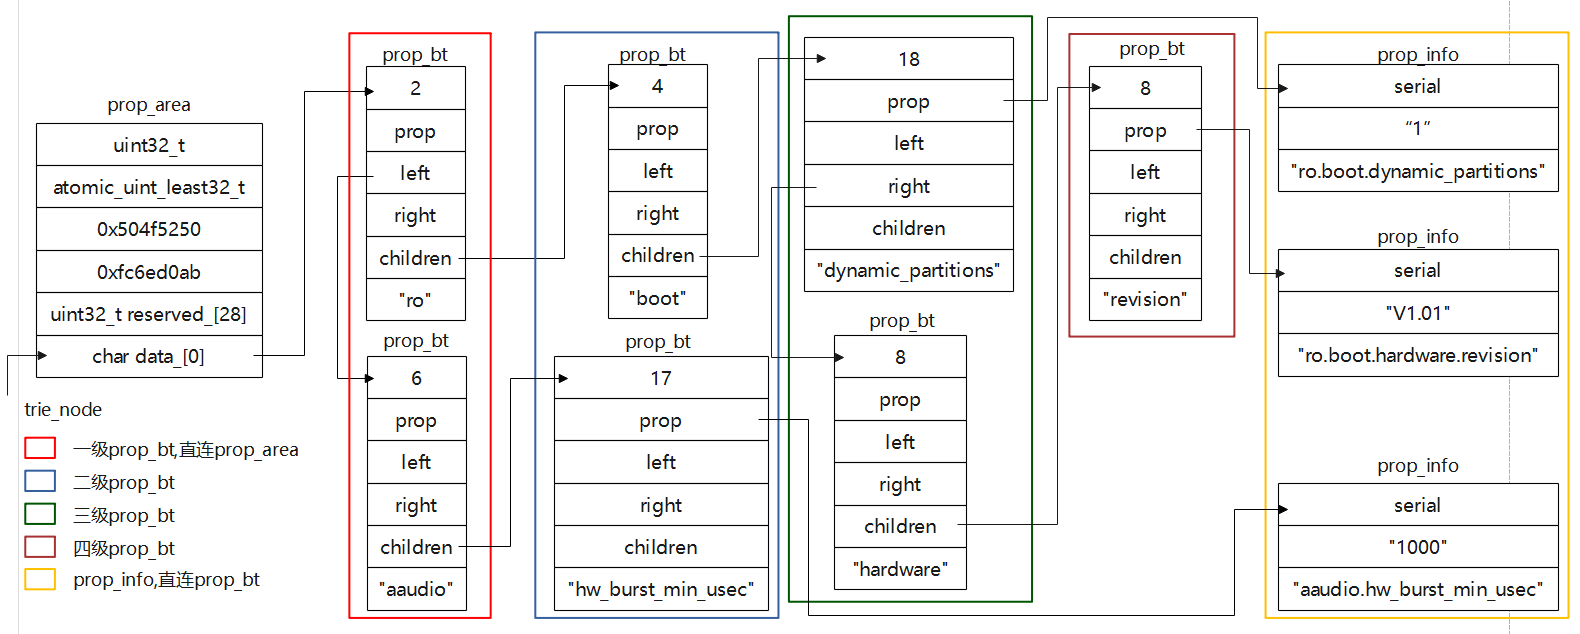 prop_area
uint32_t
atomic_uint_least32_t
0x504f5250
0xfc6ed0ab
uint32_t reserved_[28]
char data_[0]
trie_node
一级prop_bt,直连prop_area
二级prop_bt
三级prop_bt
四级prop_bt
prop_info,直连prop_bt
prop_bt
2
prop
left
right
children
"ro"
prop_bt
6
prop
left
right
children
"aaudio"
prop_bt
4
prop
left
right
children
"boot"
prop_bt
17
prop
left
right
children
"hw_burst_min_usec"
18
prop
left
right
children
"dynamic_partitions"
prop_bt
8
prop
left
right
children
"hardware"
prop_bt
8
prop
left
right
children
"revision"
prop_info
serial
“1”
"ro.boot.dynamic_partitions"
prop_info
serial
"V1.01"
"ro.boot.hardware.revision"
prop_info
serial
"1000"
"aaudio.hw_burst_min_usec"